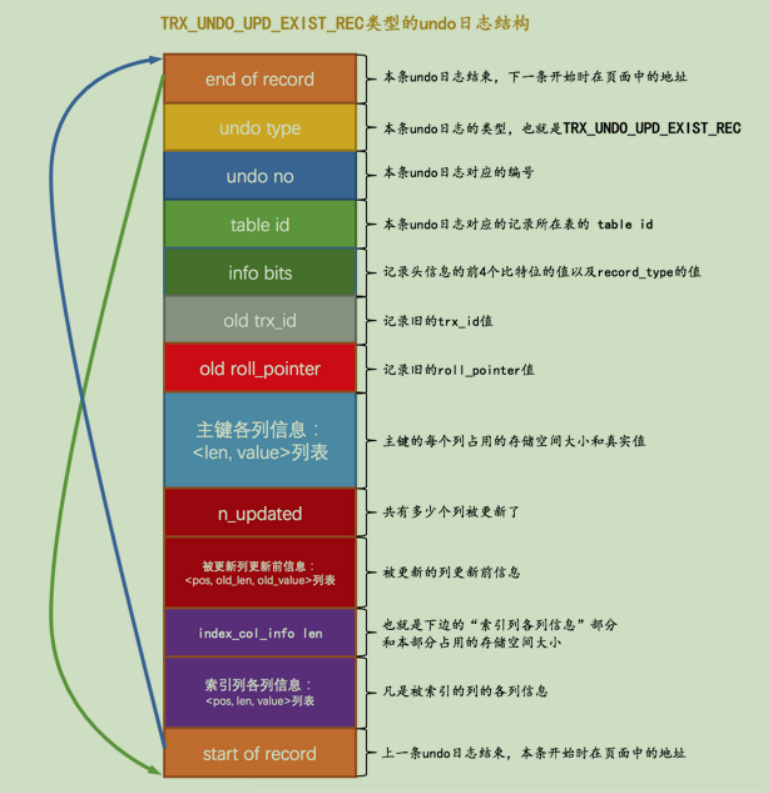 TRX_UNDO_UPD_EXIST_REC类型的undo日志结构
end of record
本条undo日志结束，下一条开始时在页面中的地址
undo type
本条undo日志的类型，也就是TRX_UNDO_UPD_EXIST_REC
undo no
本条undo日志对应的编号
table id
本条undo日志对应的记录所在表的 table id
info bits
记录头信息的前4个比特位的值以及record_type的值
old trx_id
记录旧的trx_id值
old roll_pointer
记录旧的roll_pointer值
主键各列信息：
<len, value>列表
主键的每个列占用的存储空间大小和真实值
n_updated
共有多少个列被更新了
被更新列更新前信息：
<pos, old_len, old_value>列表
被更新的列更新前信息
index_col_info len
也就是下边的“索引列各列信息”部分
和本部分占用的存储空间大小
索引列各列信息：
<pos, len, value>列表
凡是被索引的列的各列信息
start of record
上一条undo日志结束，本条开始时在页面中的地址